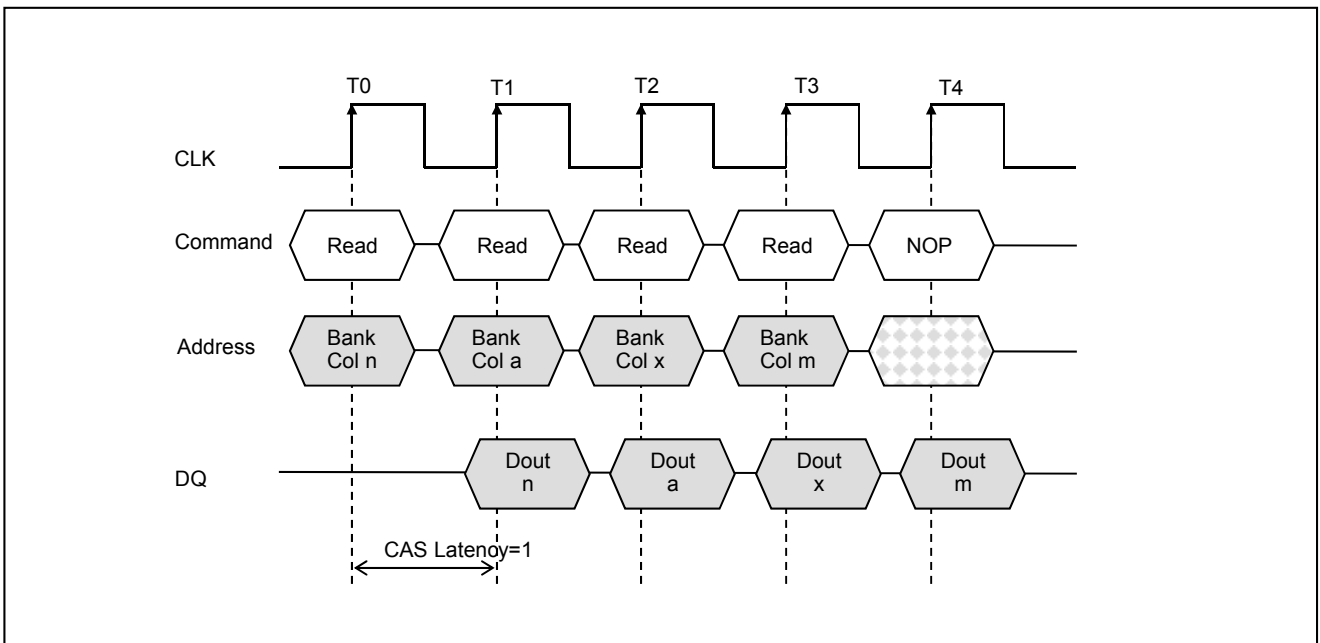 T0 T1 T2 T3 T4
CLK
Command Read Read Read Read NOP
Address
Bank Bank Bank Bank
Col n Col a Col x Col m
DQ
Dout Dout Dout Dout
n a x m
CAS Latency=1